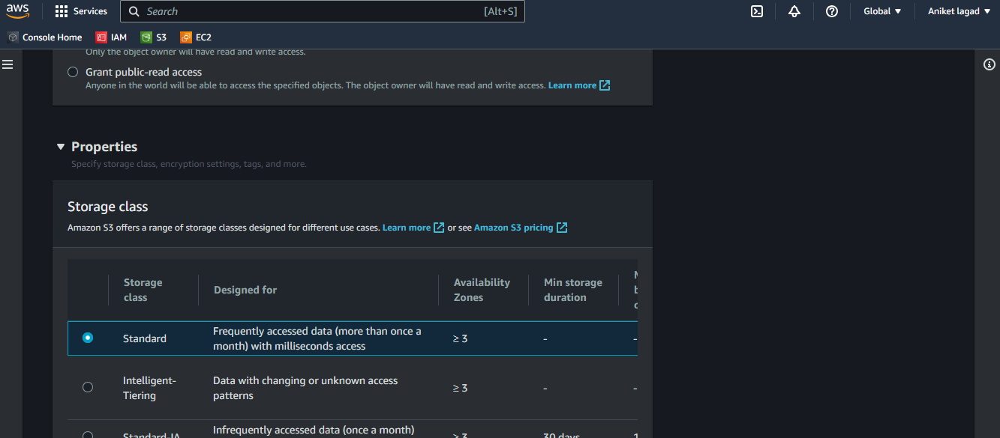 aws
Services
Search
[Alt+S]
Global
Aniket lagad
Console Home
IAM
S3
EC2
Only the object owner will have read and write access.
Grant public-read access
Anyone in the world will be able to access the specified objects. The object owner will have read and write access. Learn more
Properties
Specify storage class, encryption settings, tags, and more.
Storage class
Amazon S3 offers a range of storage classes designed for different use cases. Learn more or see Amazon S3 pricing
Storage
class
Designed for
Availability
Zones
Min storage
duration
Standard
Frequently accessed data (more than once a
month) with milliseconds access
≥ 3
-
-
Intelligent-
Tiering
Data with changing or unknown access
patterns
≥ 3
-
-
Standard-IA
Infrequently accessed data (once a month)
≥ 3
30 days